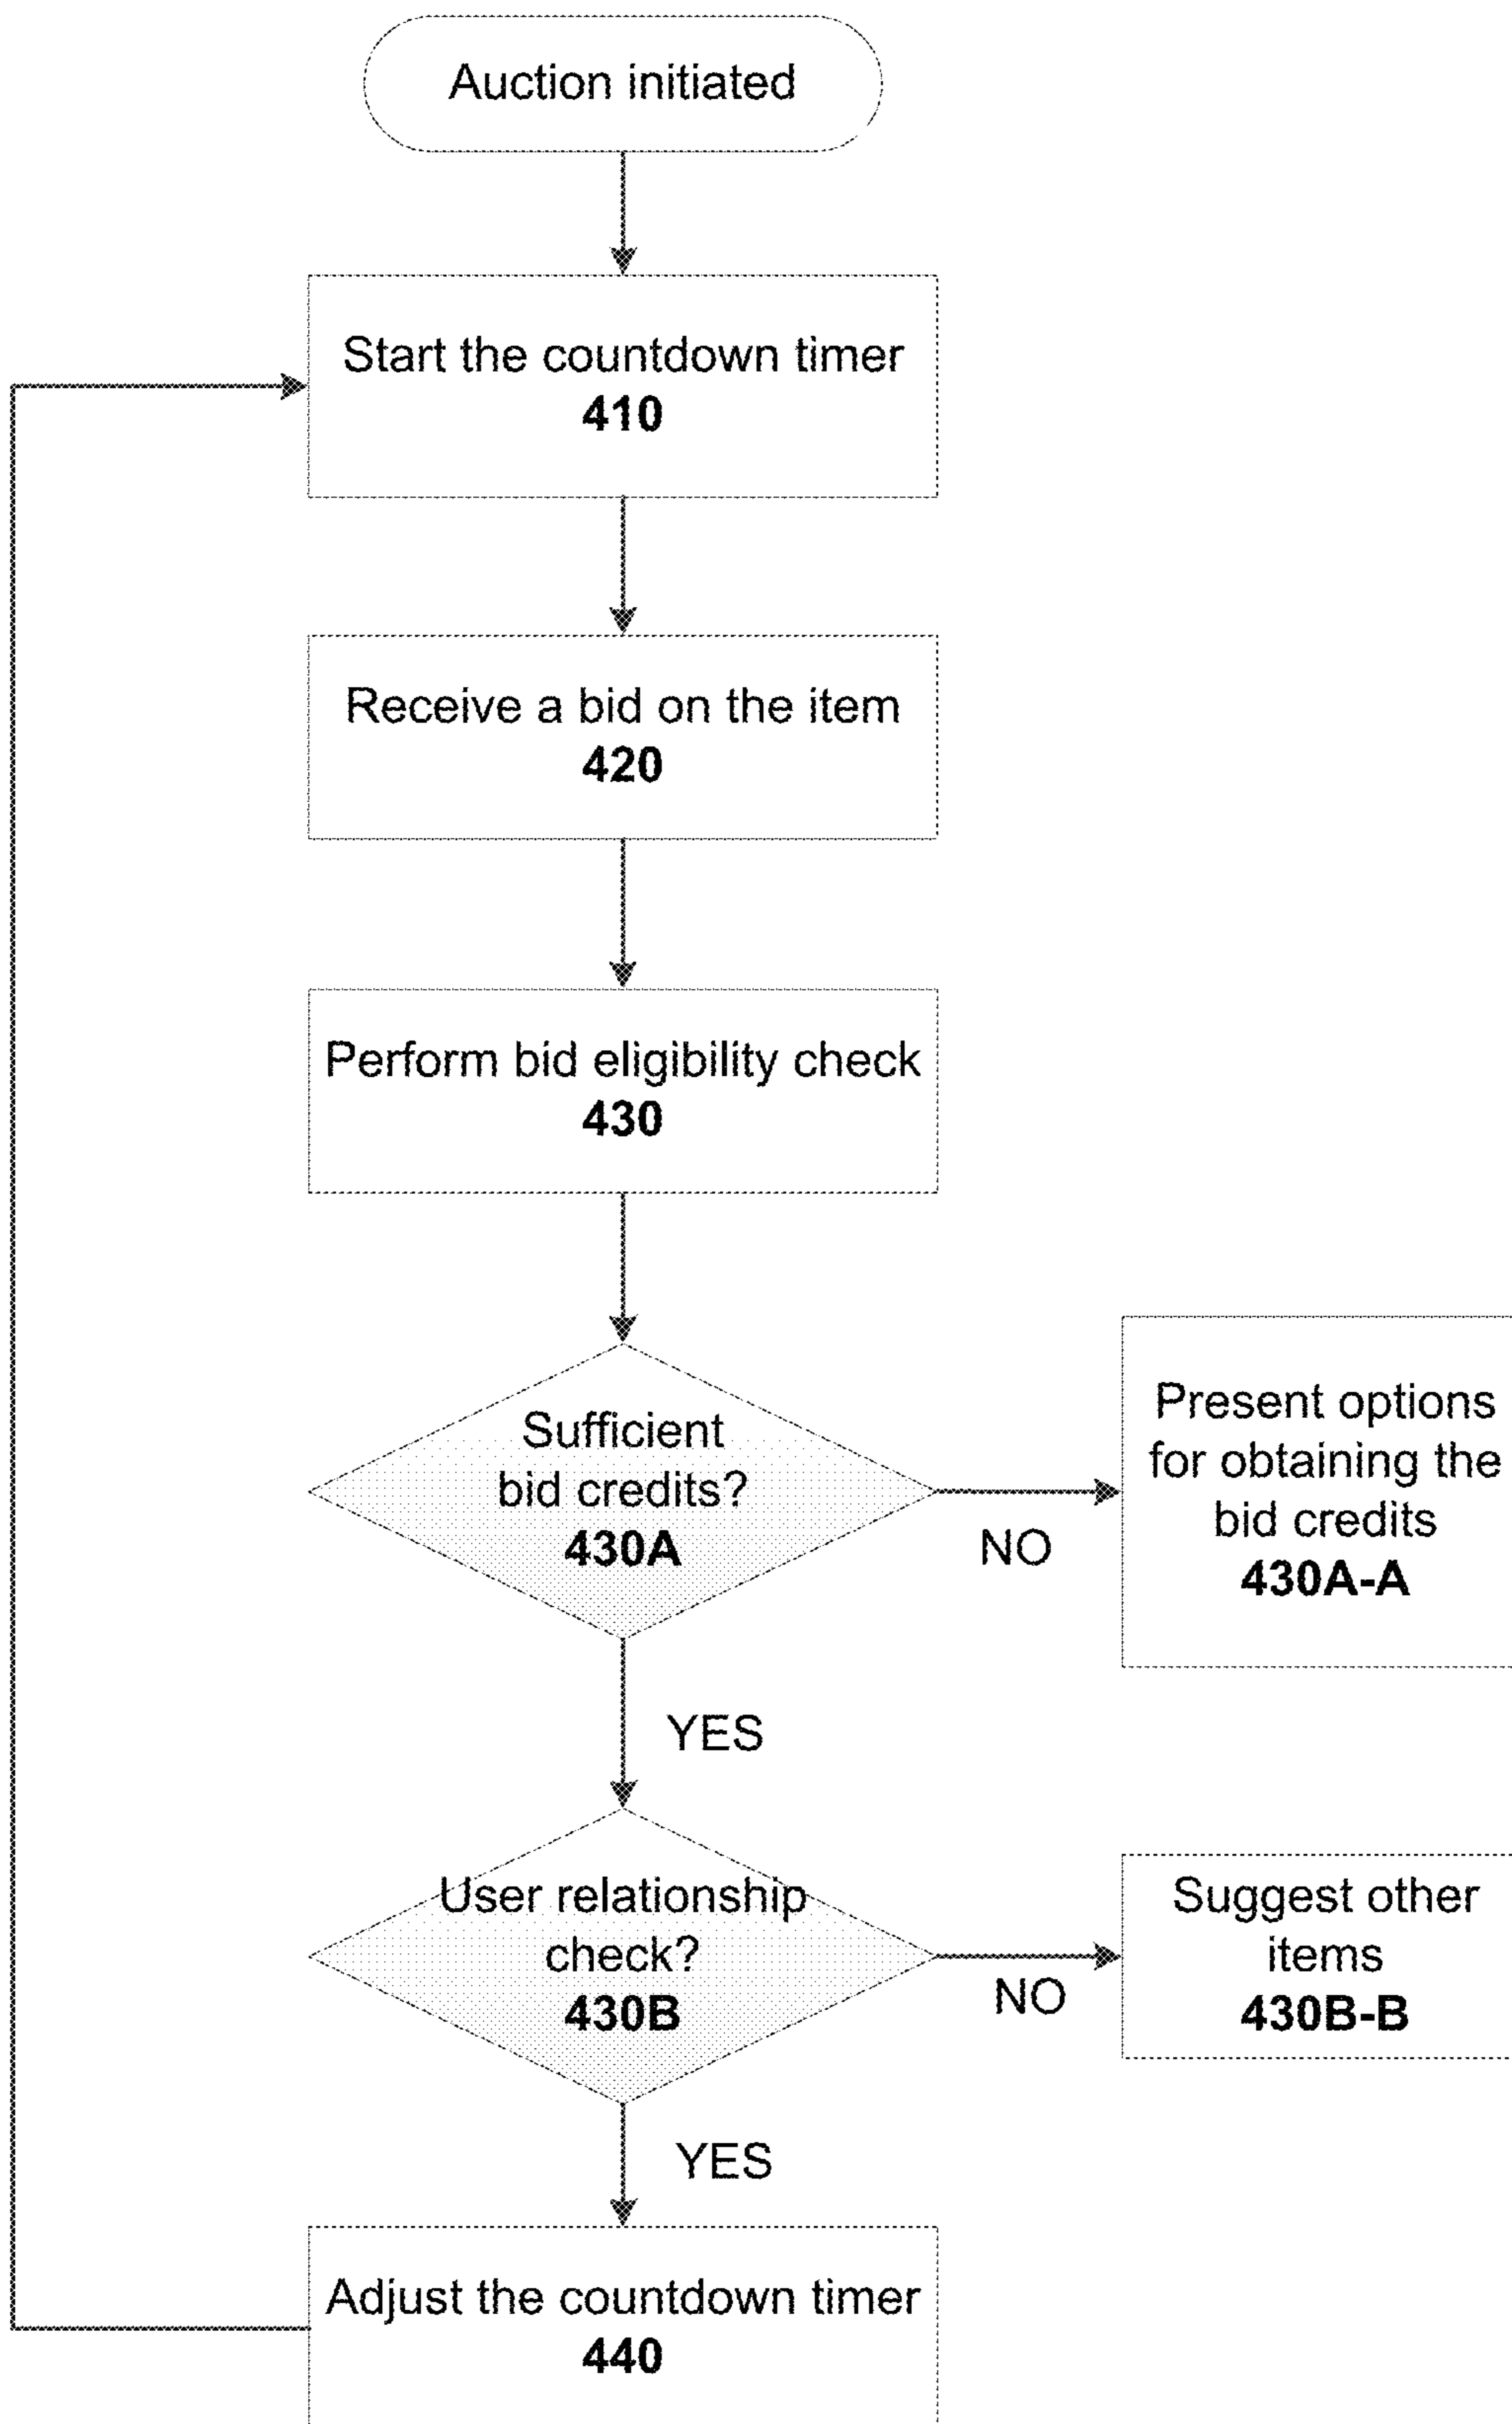 Auction initiated
Start the countdown timer
410
Receive a bid on the item
420
Perform bid eligibility check
430
Sufficient
bid credits?
430A
NO
Present options
for obtaining the
bid credits
430A-A
YES
User relationship
check?
430B
NO
Suggest other
items
430B-B
YES
Adjust the countdown timer
440